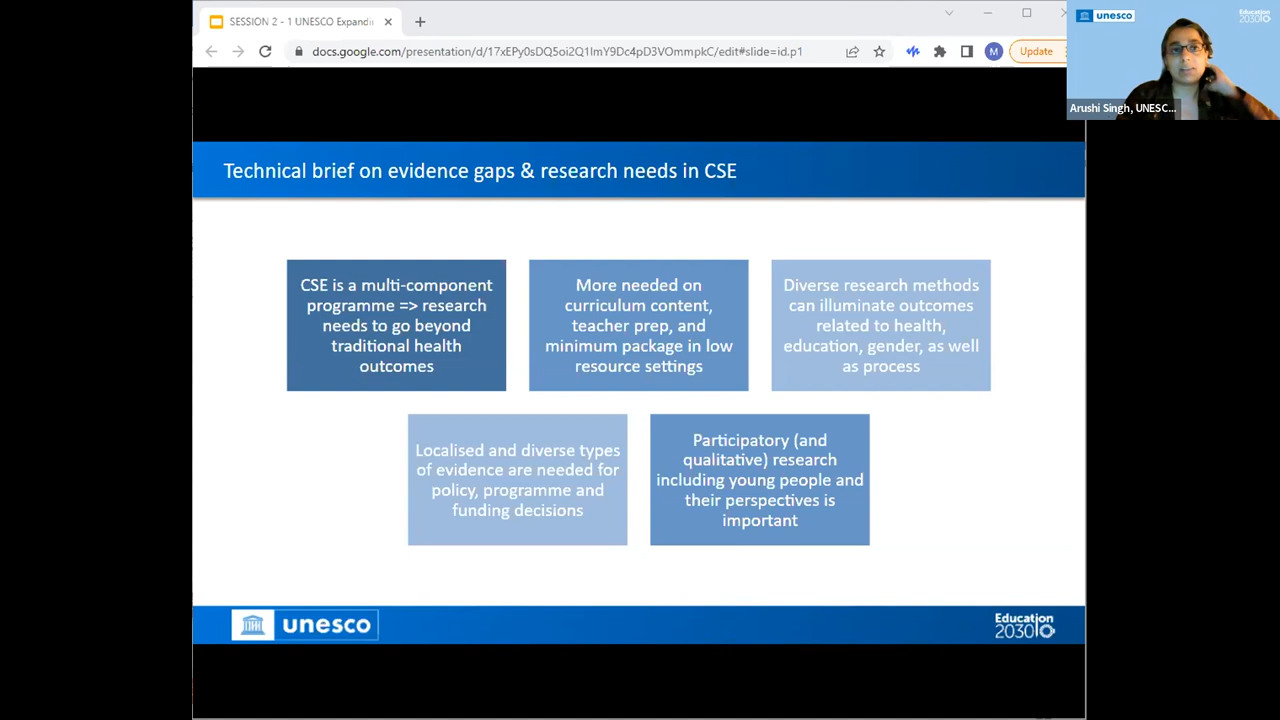 SESSION 2 - 1 UNESCO Expandi
docs.google.com/presentation/d/17xEPy0sDQ5oi2Q1ImY9Dc4pD3VOmmpkC/edit#slide=id.p1
M
Update
unesco
Education
2030
Arushi Singh, UNESC...
Technical brief on evidence gaps & research needs in CSE
CSE is a multi-component
programme => research
needs to go beyond
traditional health
outcomes
More needed on
curriculum content,
teacher prep, and
minimum package in low
resource settings
Diverse research methods
can illuminate outcomes
related to health,
education, gender, as well
as process
Localised and diverse types
of evidence are needed for
policy, programme and
funding decisions
Participatory (and
qualitative) research
including young people and
their perspectives is
important
unesco
Education
2030